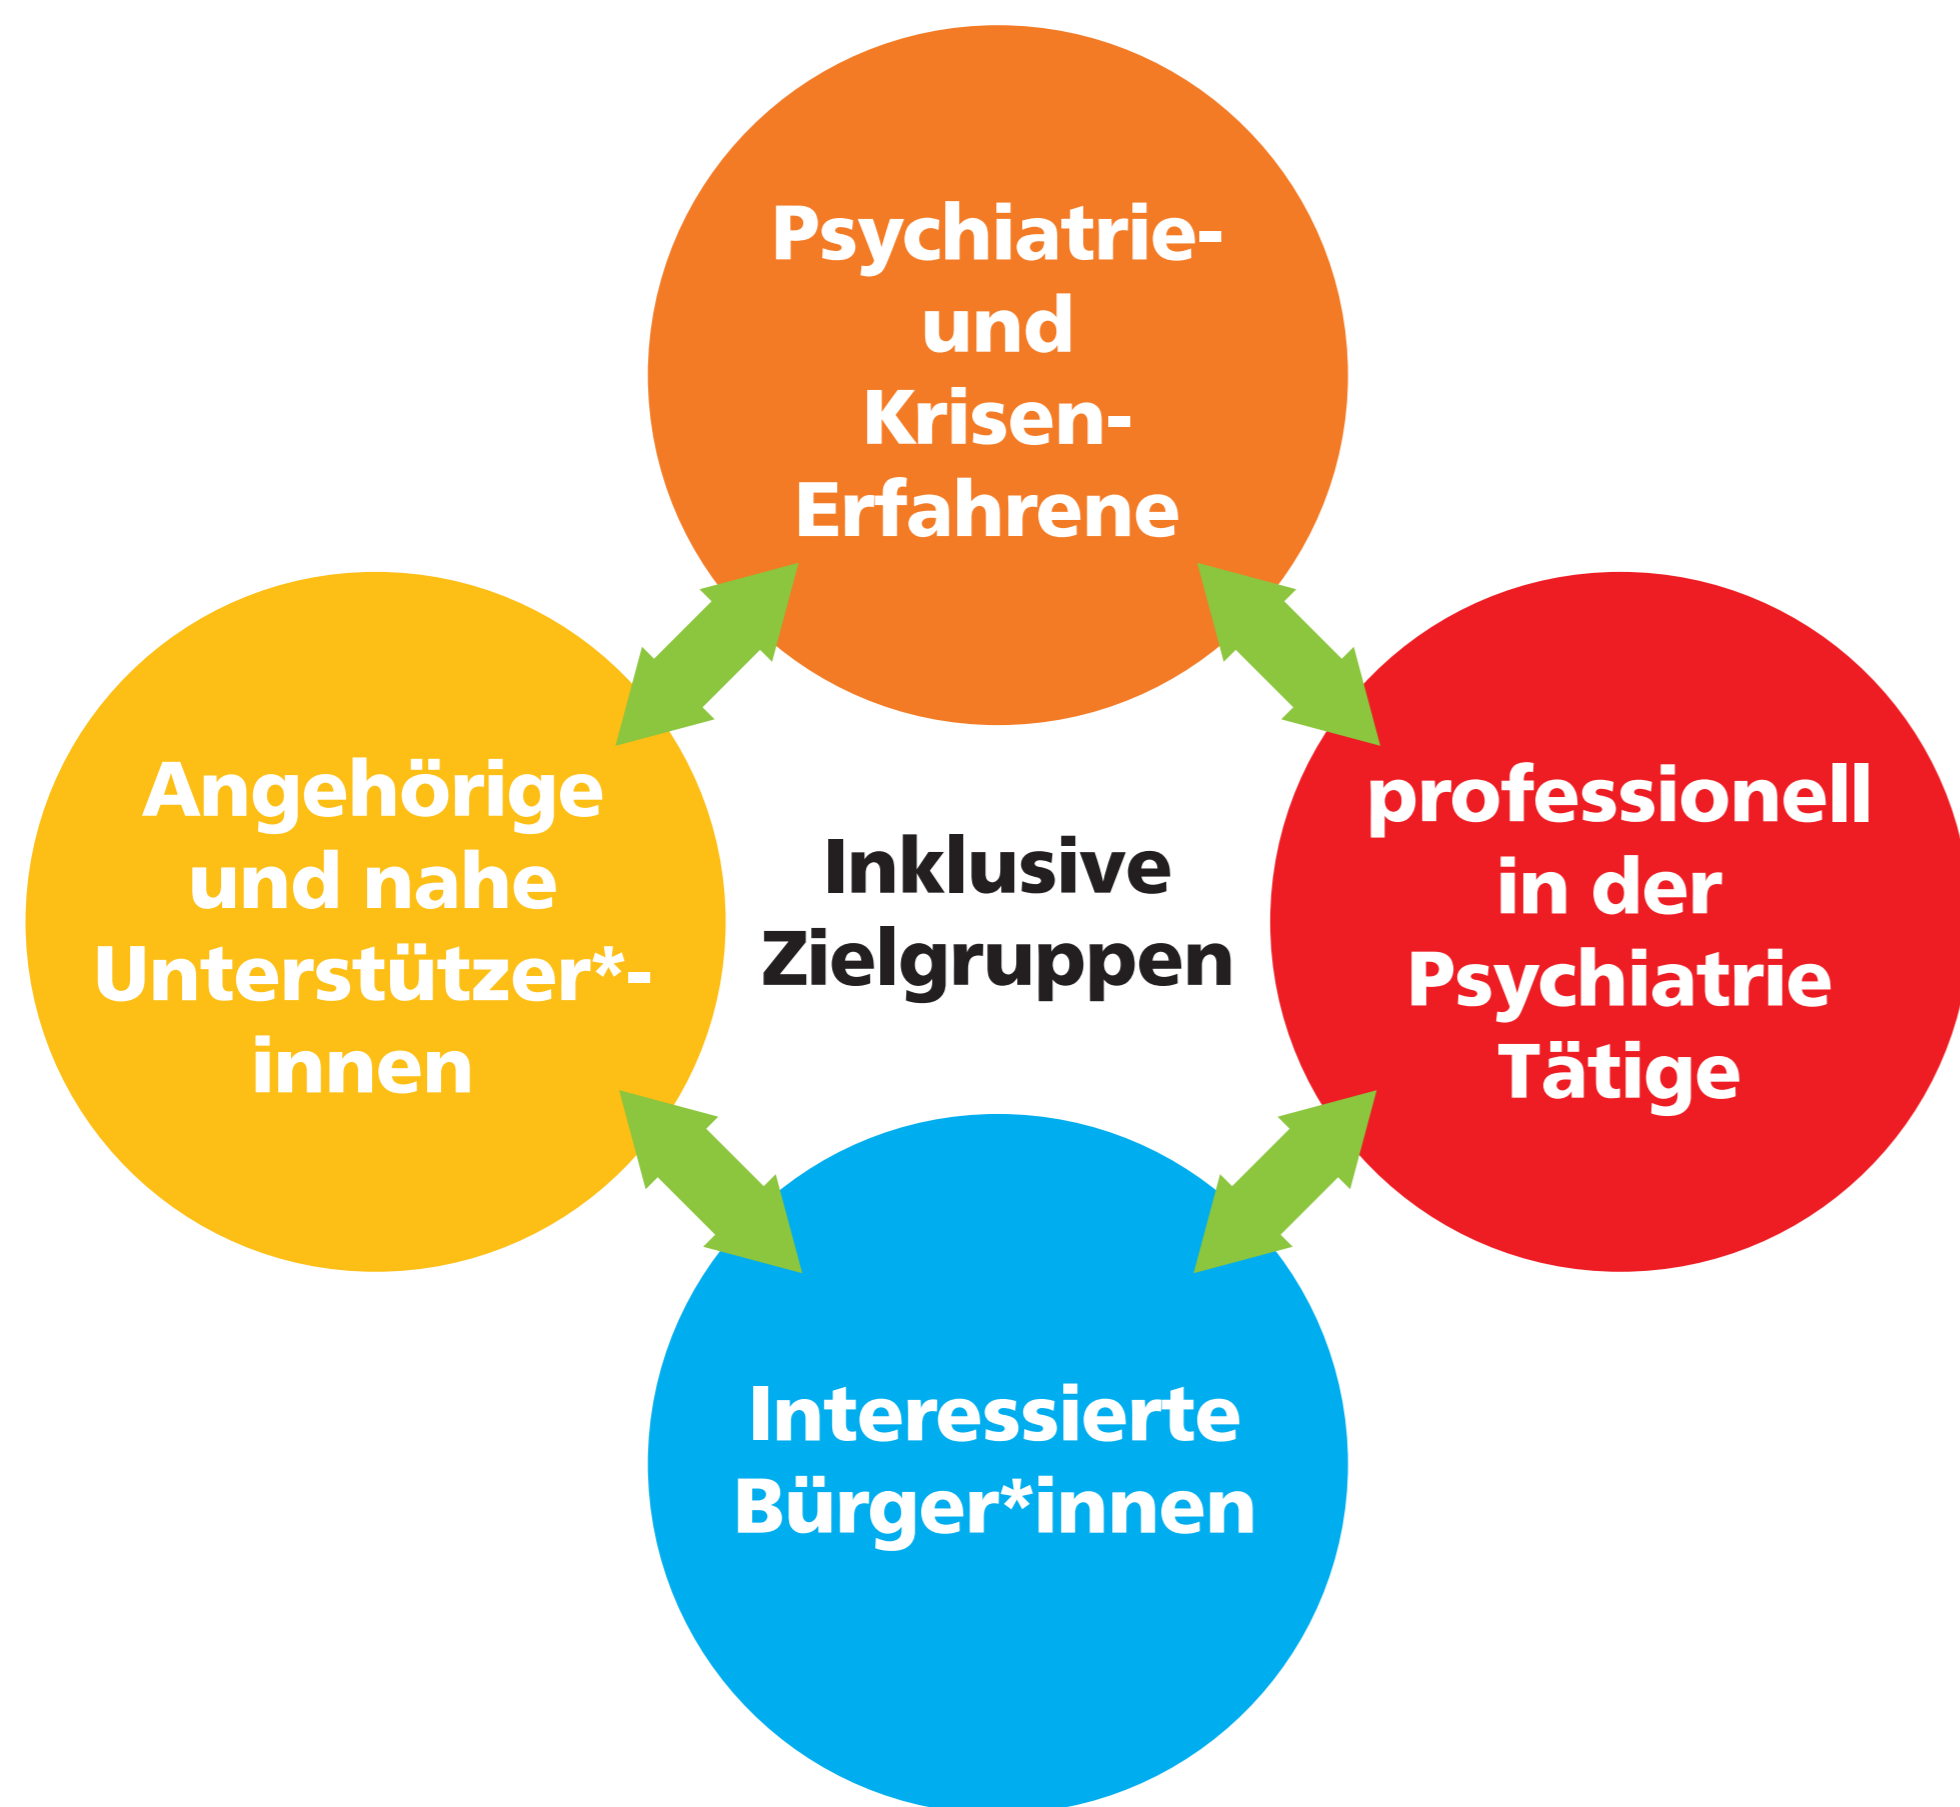 Psychiatrie-
und
Krisen-
Erfahrene
Angehörige
und nahe
Unterstützer*-
innen
Inklusive
Zielgruppen
professionell
in der
Psychiatrie
Tätige
Interessierte
Bürger*innen